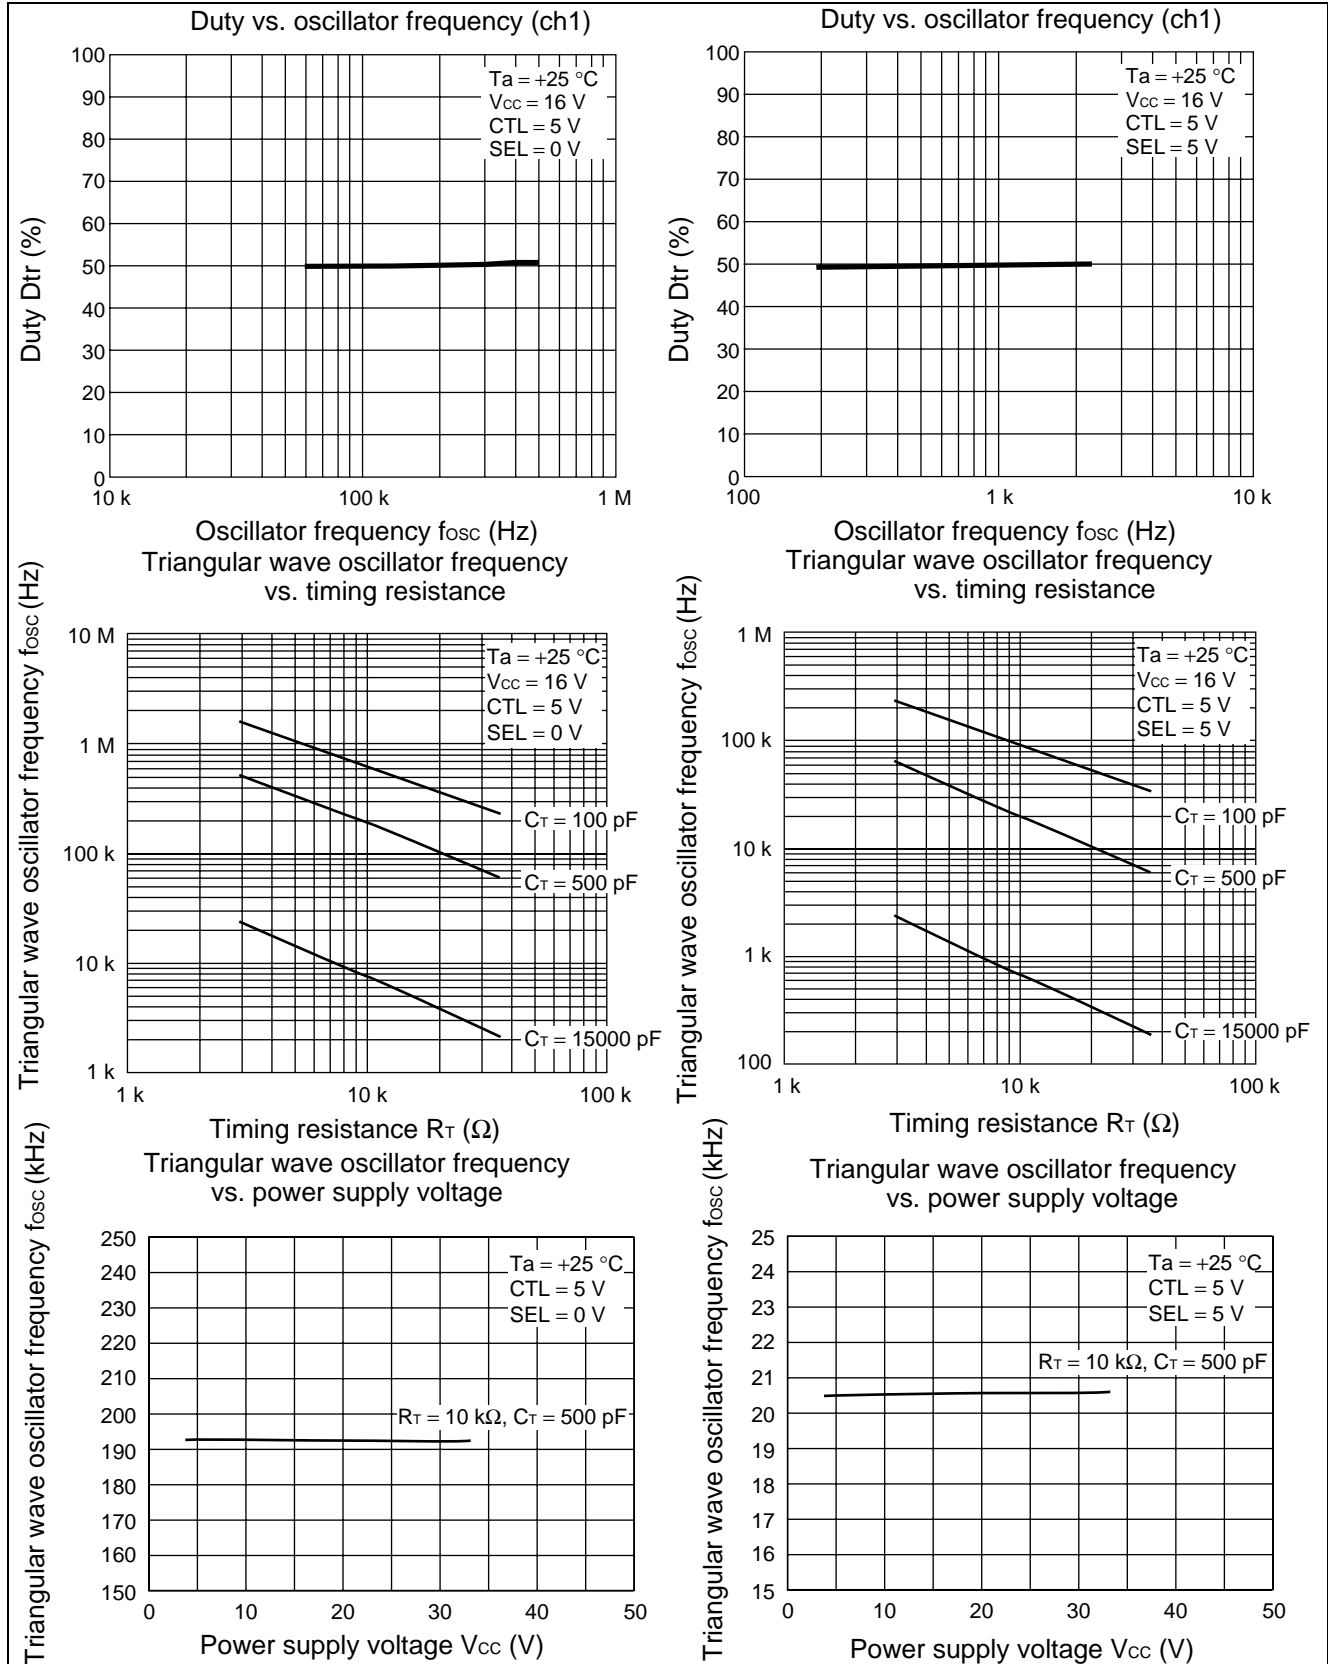 Duty vs. oscillator frequency (ch1)
Duty Dtr (%)
100
90
80
70
60
50
40
30
20
10
0
Ta = +25 °C
VCC = 16 V
CTL = 5 V
SEL = 0 V
10 k 100 k 1 M
Oscillator frequency fOSC (Hz)
Duty vs. oscillator frequency (ch1)
Duty Dtr (%)
100
90
80
70
60
50
40
30
20
10
0
Ta = +25 °C
VCC = 16 V
CTL = 5 V
SEL = 5 V
100 1 k 10 k
Oscillator frequency fOSC (Hz)
Triangular wave oscillator frequency
vs. timing resistance
Triangular wave oscillator frequency fOSC (Hz)
10 M
1 M
100 k
10 k
1 k
Ta = +25 °C
VCC = 16 V
CTL = 5 V
SEL = 0 V
CT = 100 pF
CT = 500 pF
CT = 15000 pF
1 k 10 k 100 k
Timing resistance RT (Ω)
Triangular wave oscillator frequency
vs. timing resistance
Triangular wave oscillator frequency fOSC (Hz)
1 M
100 k
10 k
1 k
100
Ta = +25 °C
VCC = 16 V
CTL = 5 V
SEL = 5 V
CT = 100 pF
CT = 500 pF
CT = 15000 pF
1 k 10 k 100 k
Timing resistance RT (Ω)
Triangular wave oscillator frequency
vs. power supply voltage
Triangular wave oscillator frequency fOSC (kHz)
250
240
230
220
210
200
190
180
170
160
150
Ta = +25 °C
CTL = 5 V
SEL = 0 V
RT = 10 kΩ, CT = 500 pF
0 10 20 30 40 50
Power supply voltage VCC (V)
Triangular wave oscillator frequency
vs. power supply voltage
Triangular wave oscillator frequency fOSC (kHz)
25
24
23
22
21
20
19
18
17
16
15
Ta = +25 °C
CTL = 5 V
SEL = 5 V
RT = 10 kΩ, CT = 500 pF
0 10 20 30 40 50
Power supply voltage VCC (V)